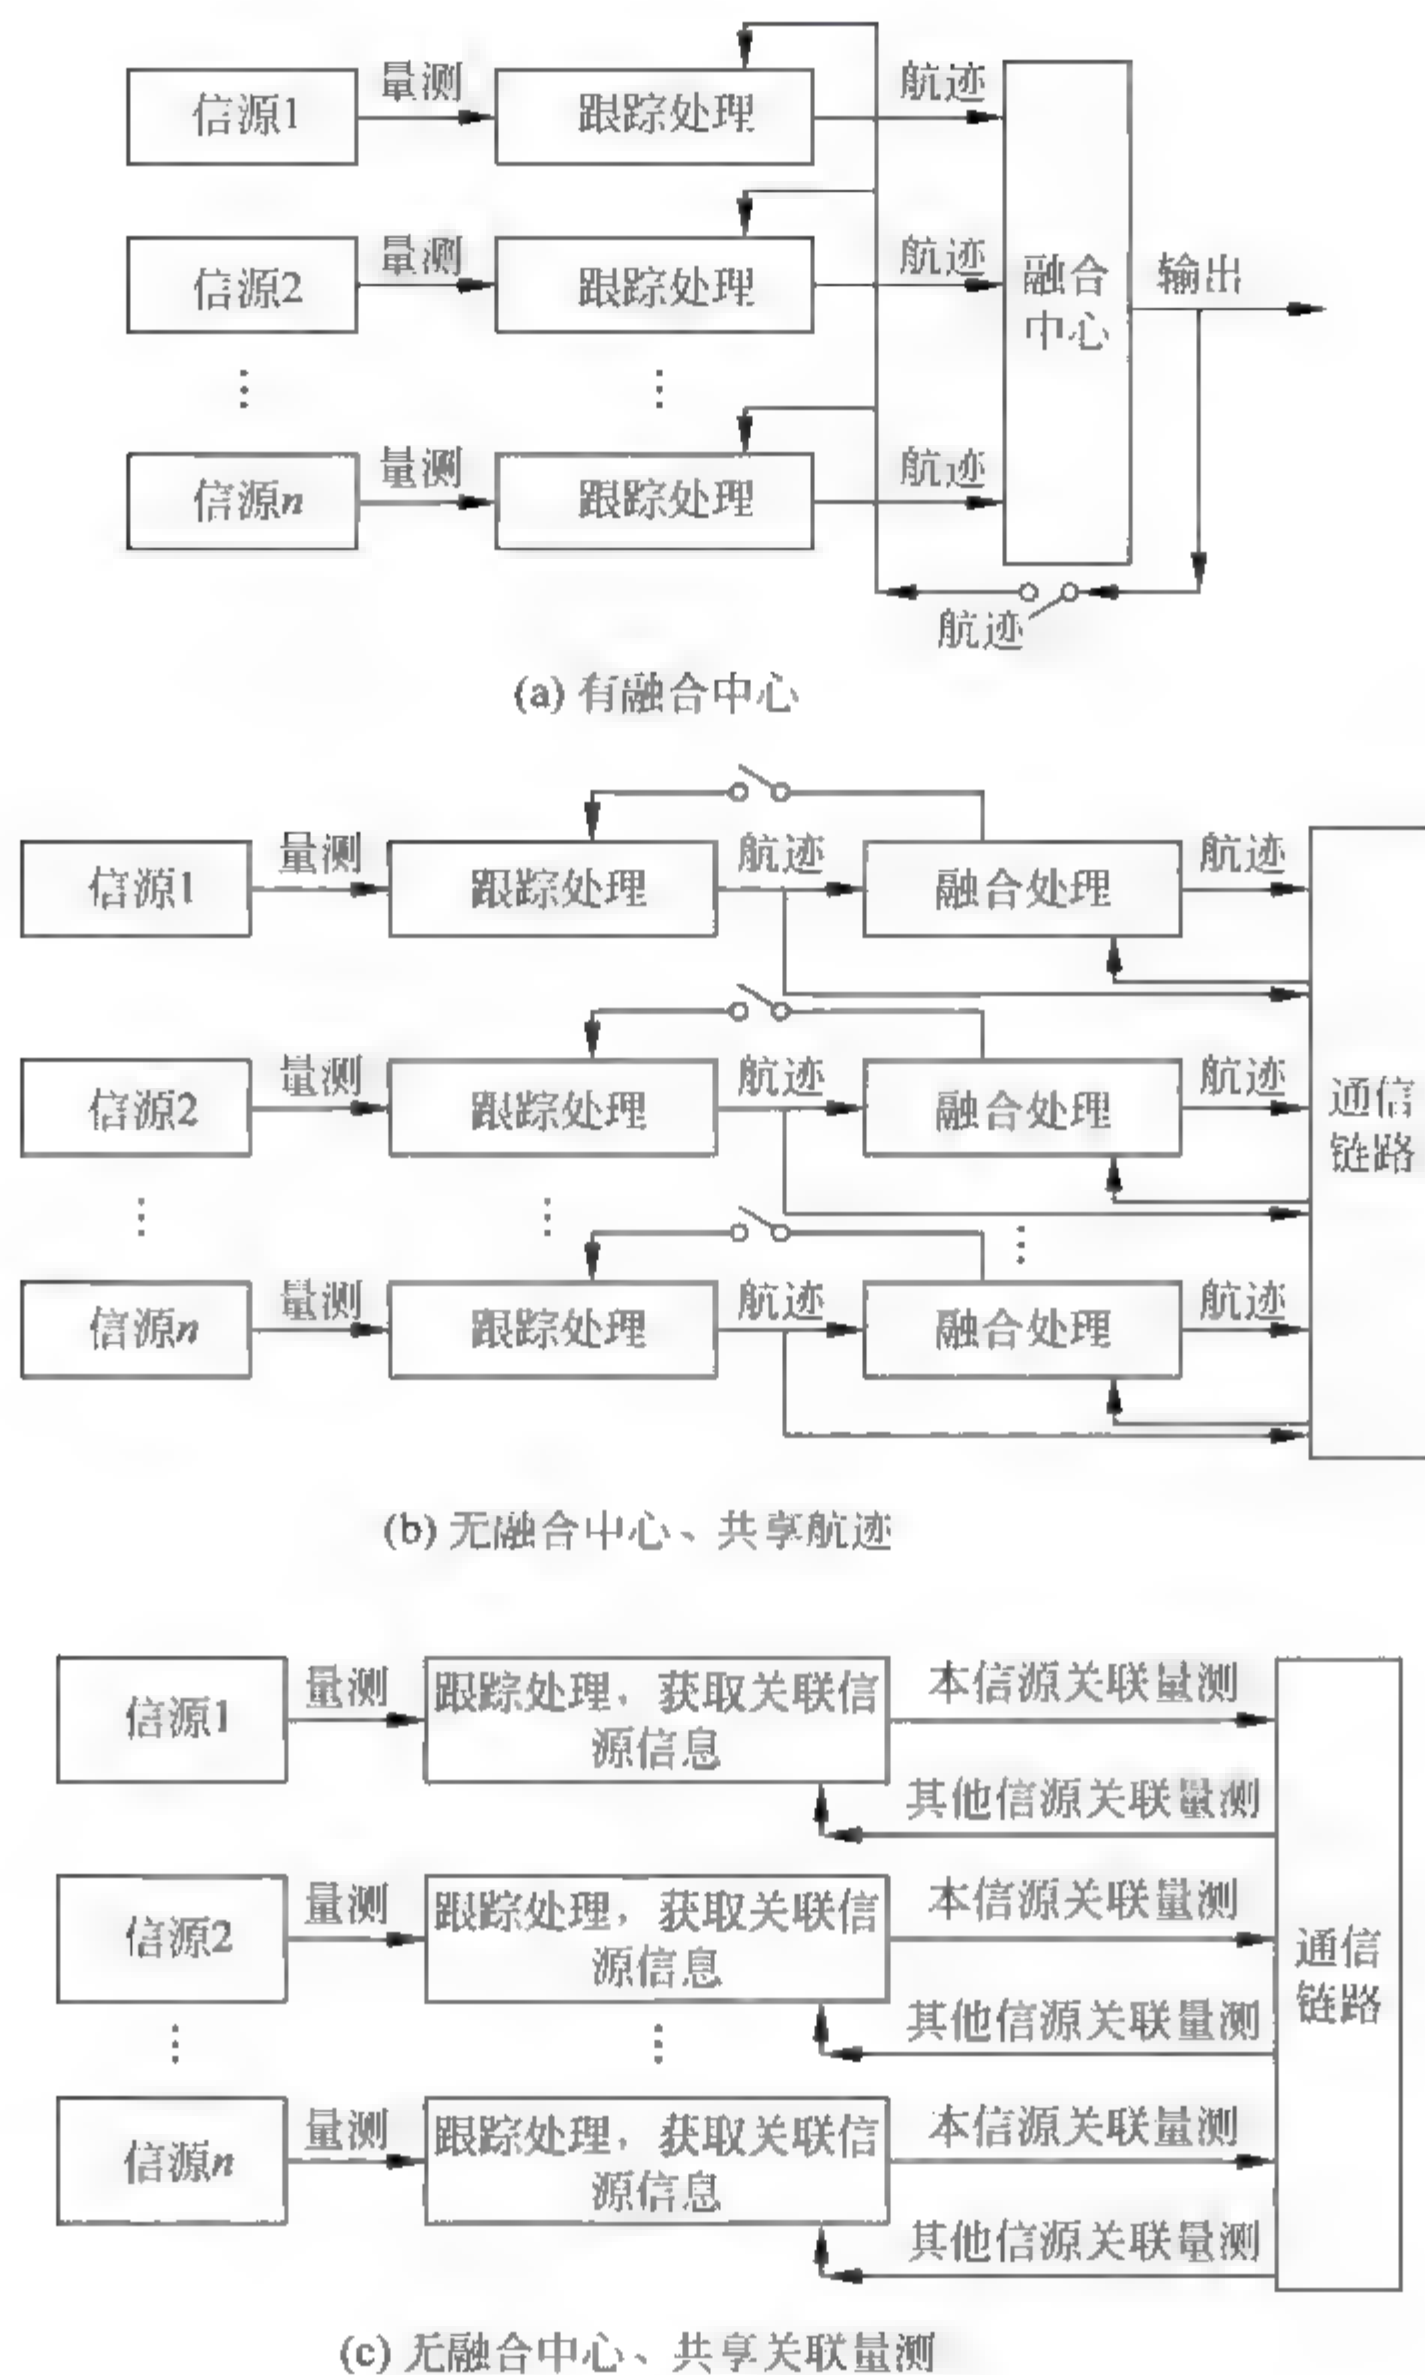 量测
航迹
信源1
跟踪处理
量测
航迹
信源2
跟踪处理
融合
中心
输出
量测
航迹
信源n
跟踪处理
航迹
(a) 有融合中心
量测
航迹
航迹
信源1
跟踪处理
融合处理
量测
航迹
航迹
信源2
跟踪处理
融合处理
通信
链路
量测
航迹
航迹
信源n
跟踪处理
融合处理
(b) 无融合中心、共享航迹
信源1
量测
跟踪处理，获取关联信
源信息
本信源关联量测
其他信源关联量测
信源2
量测
跟踪处理，获取关联信
源信息
本信源关联量测
其他信源关联量测
通信
链路
信源n
量测
跟踪处理，获取关联信
源信息
本信源关联量测
其他信源关联量测
(c) 无融合中心、共享关联量测